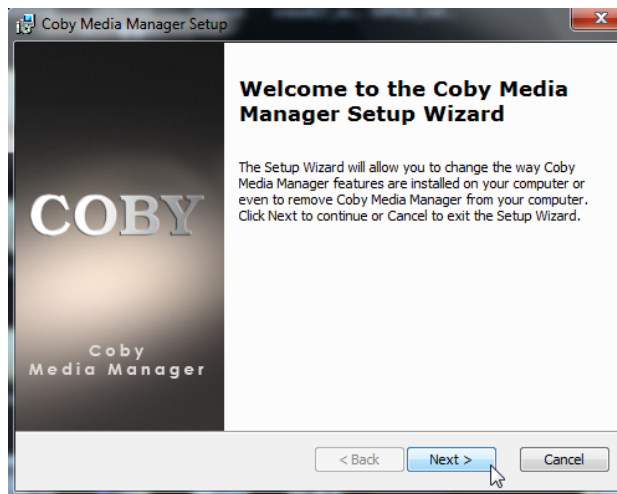 Coby Media Manager Setup
Welcome to the Coby Media
Manager Setup Wizard
The Setup Wizard will allow you to change the way Coby
Media Manager features are installed on your computer or
even to remove Coby Media Manager from your computer.
Click Next to continue or Cancel to exit the Setup Wizard.
COBY
Coby
Media Manager
< Back
Next >
Cancel